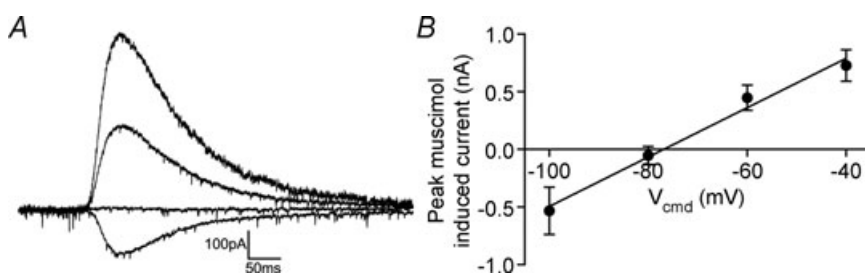 A
100pA
50ms
B
Peak muscimol
induced current (nA)
1.0
0.5
0.0
-0.5
-1.0
-100 -80 -60 -40
Vcmd (mV)